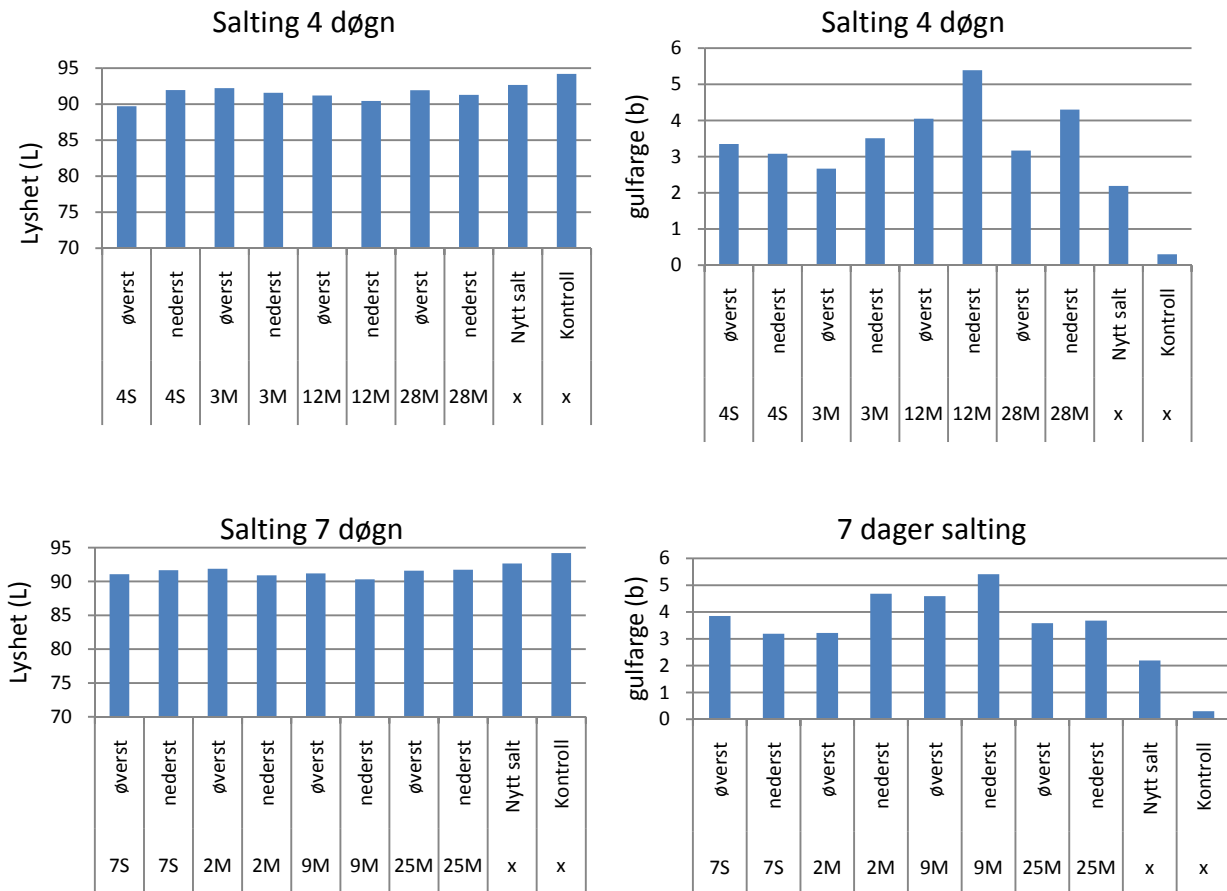 Salting 4 døgn
Lyshet (L)
95
90
85
80
75
70
øverst nederst øverst nederst øverst nederst øverst nederst Nytt salt Kontroll
4S 4S 3M 3M 12M 12M 28M 28M x x
Salting 4 døgn
gulfarge (b)
6
5
4
3
2
1
0
øverst nederst øverst nederst øverst nederst øverst nederst Nytt salt Kontroll
4S 4S 3M 3M 12M 12M 28M 28M x x
Salting 7 døgn
Lyshet (L)
95
90
85
80
75
70
øverst nederst øverst nederst øverst nederst øverst nederst Nytt salt Kontroll
7S 7S 2M 2M 9M 9M 25M 25M x x
7 dager salting
gulfarge (b)
6
5
4
3
2
1
0
øverst nederst øverst nederst øverst nederst øverst nederst Nytt salt Kontroll
7S 7S 2M 2M 9M 9M 25M 25M x x